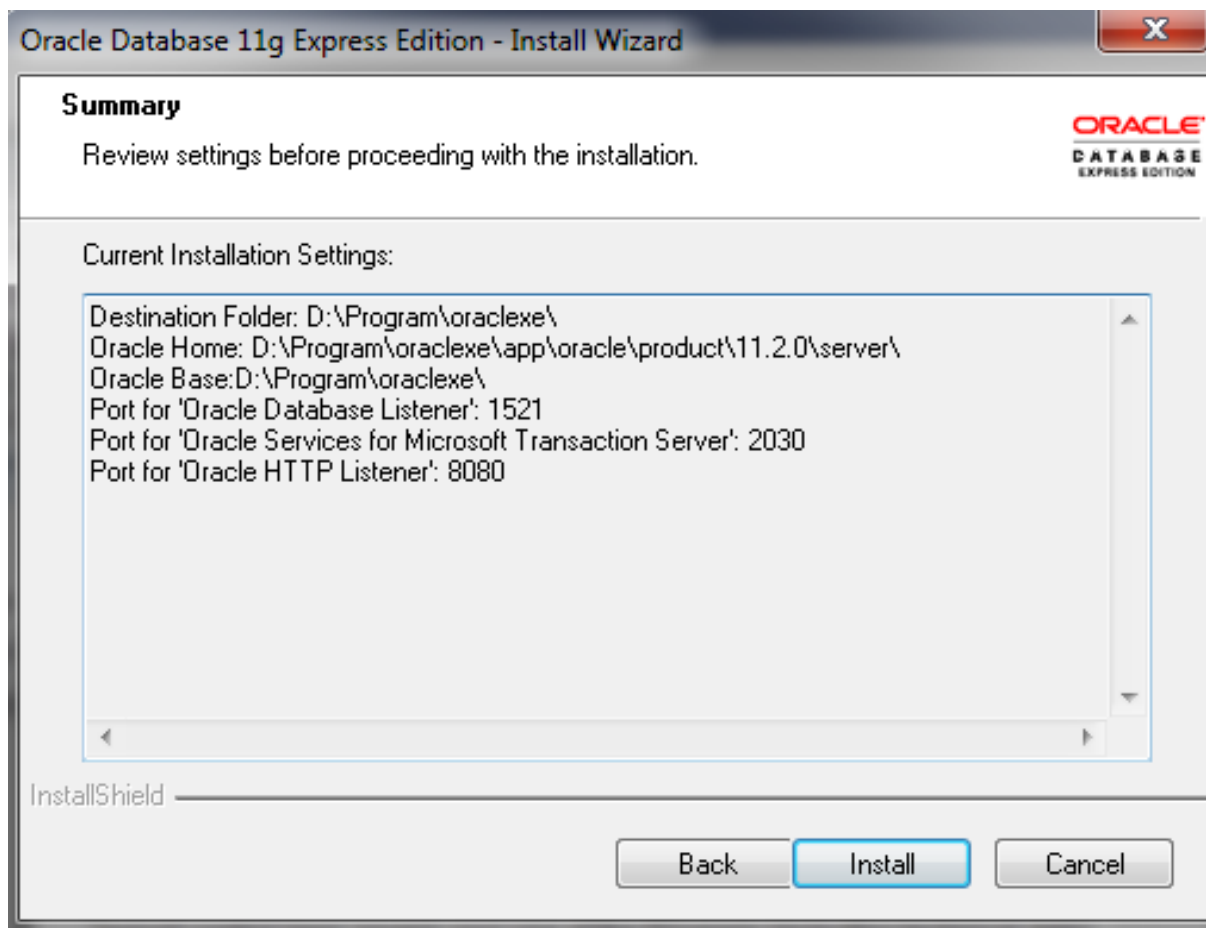 Oracle Database 11g Express Edition - Install Wizard
Summary
Review settings before proceeding with the installation.
ORACLE
DATABASE
EXPRESS EDITION
Current Installation Settings:
Destination Folder: D:\Program\oraclexe\
Oracle Home: D:\Program\oraclexe\app\oracle\product\11.2.0\server\
Oracle Base:D:\Program\oraclexe\
Port for 'Oracle Database Listener': 1521
Port for 'Oracle Services for Microsoft Transaction Server': 2030
Port for 'Oracle HTTP Listener': 8080
InstallShield
Back
Install
Cancel